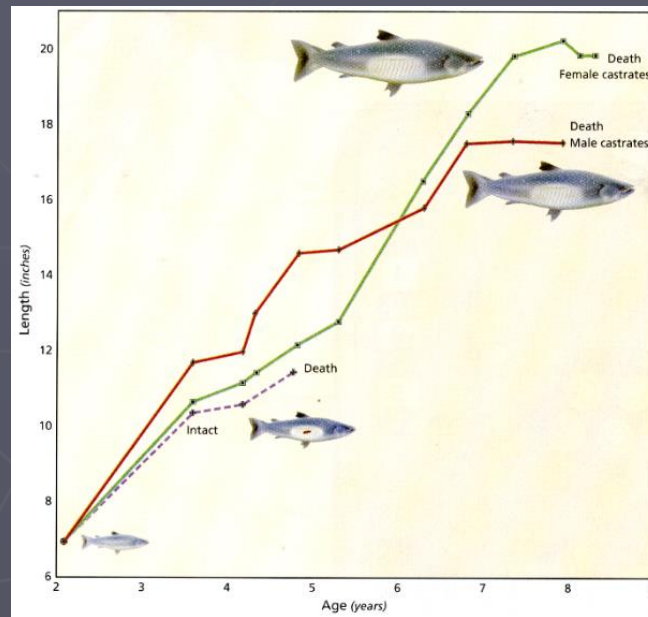 20
18
16
14
12
10
8
6
Length (inches)
Death
Female castrates
Death
Male castrates
Death
Intact
2
3
4
5
6
7
8
Age (years)